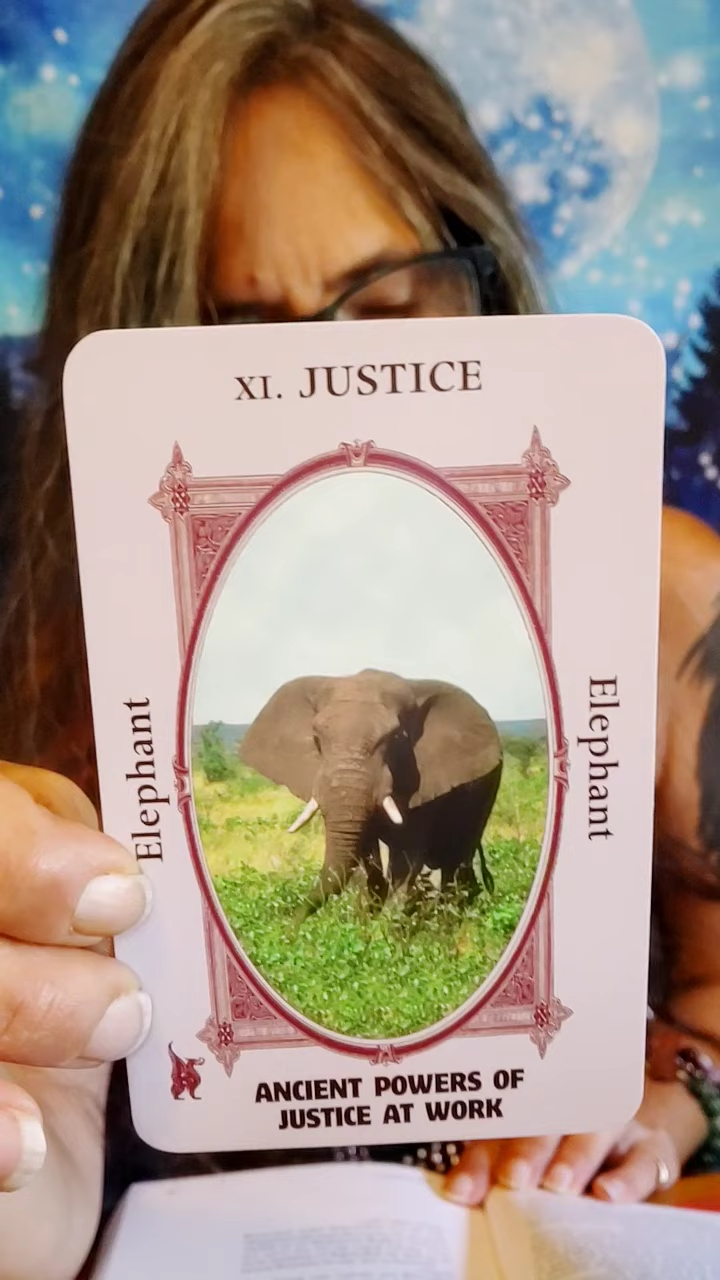 XI. JUSTICE
Elephant
Elephant
ANCIENT POWERS OF
JUSTICE AT WORK